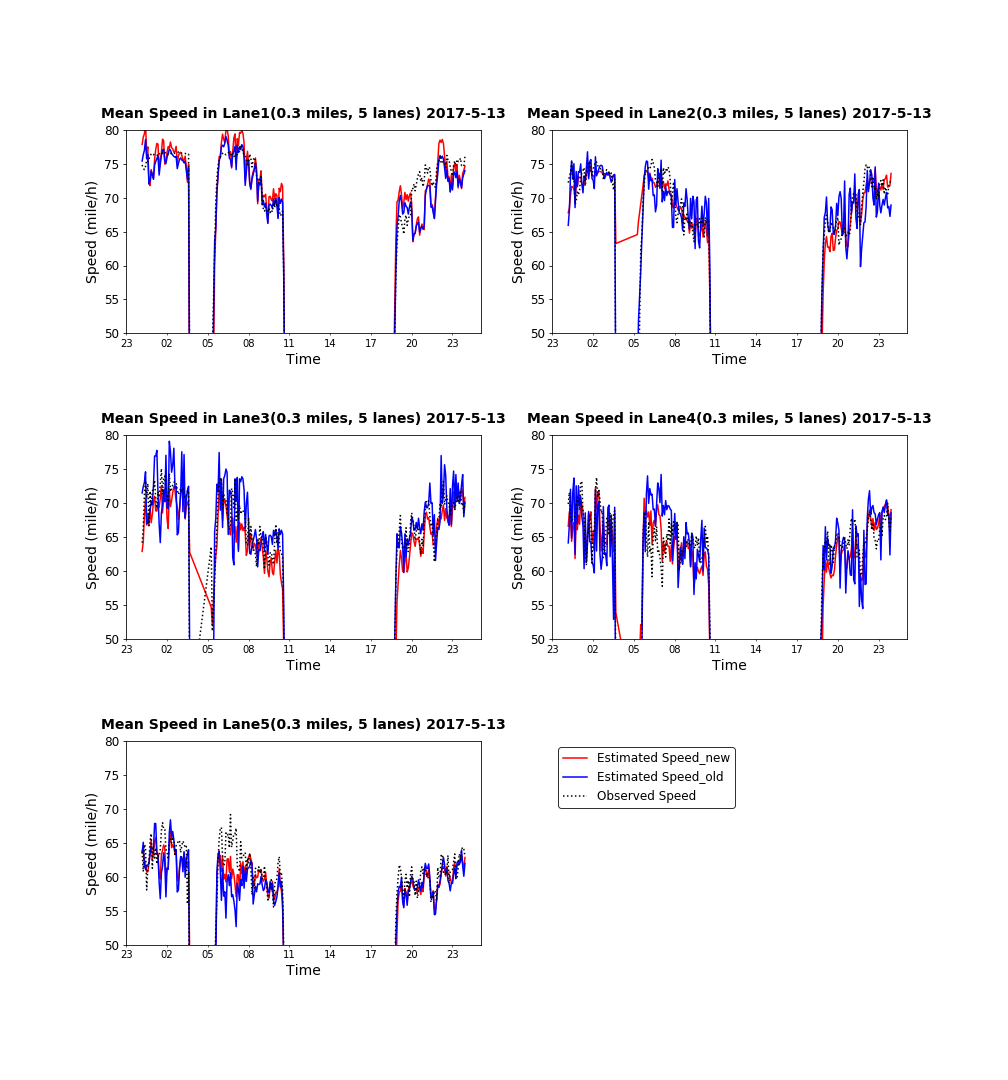 Mean Speed in Lane1(0.3 miles, 5 lanes) 2017-5-13
80
75
70
65
60
55
50
Speed (mile/h)
23 02 05 08 11 14 17 20 23
Time
Mean Speed in Lane2(0.3 miles, 5 lanes) 2017-5-13
80
75
70
65
60
55
50
Speed (mile/h)
23 02 05 08 11 14 17 20 23
Time
Mean Speed in Lane3(0.3 miles, 5 lanes) 2017-5-13
80
75
70
65
60
55
50
Speed (mile/h)
23 02 05 08 11 14 17 20 23
Time
Mean Speed in Lane4(0.3 miles, 5 lanes) 2017-5-13
80
75
70
65
60
55
50
Speed (mile/h)
23 02 05 08 11 14 17 20 23
Time
Mean Speed in Lane5(0.3 miles, 5 lanes) 2017-5-13
80
75
70
65
60
55
50
Speed (mile/h)
23 02 05 08 11 14 17 20 23
Time
Estimated Speed_new
Estimated Speed_old
Observed Speed